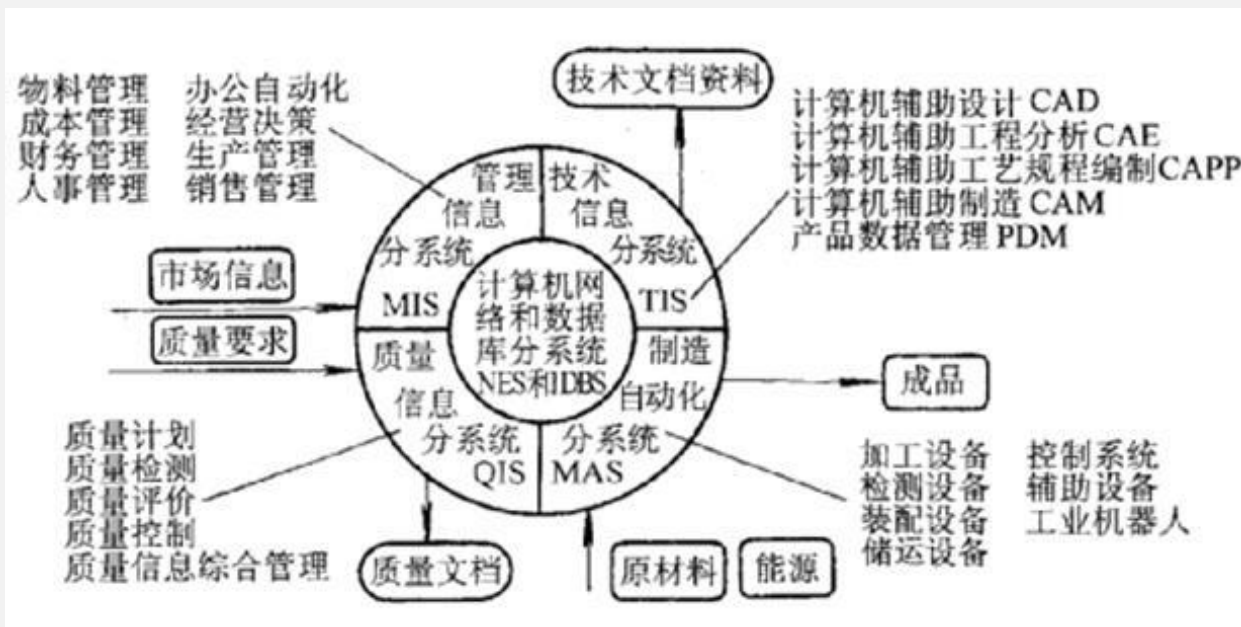 技术文档资料
物料管理 办公自动化
成本管理 经营决策
财务管理 生产管理
人事管理 销售管理
计算机辅助设计 CAD
计算机辅助工程分析 CAE
计算机辅助工艺规程编制CAPP
计算机辅助制造 CAM
产品数据管理 PDM
管理
信息
分系统
MIS
技术
信息
分系统
TIS
市场信息
质量要求
计算机网
络和数据
库分系统
NES和IDBS
质量
信息
分系统
QIS
制造
自动化
分系统
MAS
成品
质量计划
质量检测
质量评价
质量控制
质量信息综合管理
加工设备 控制系统
检测设备 辅助设备
装配设备 工业机器人
储运设备
质量文档
原材料
能源